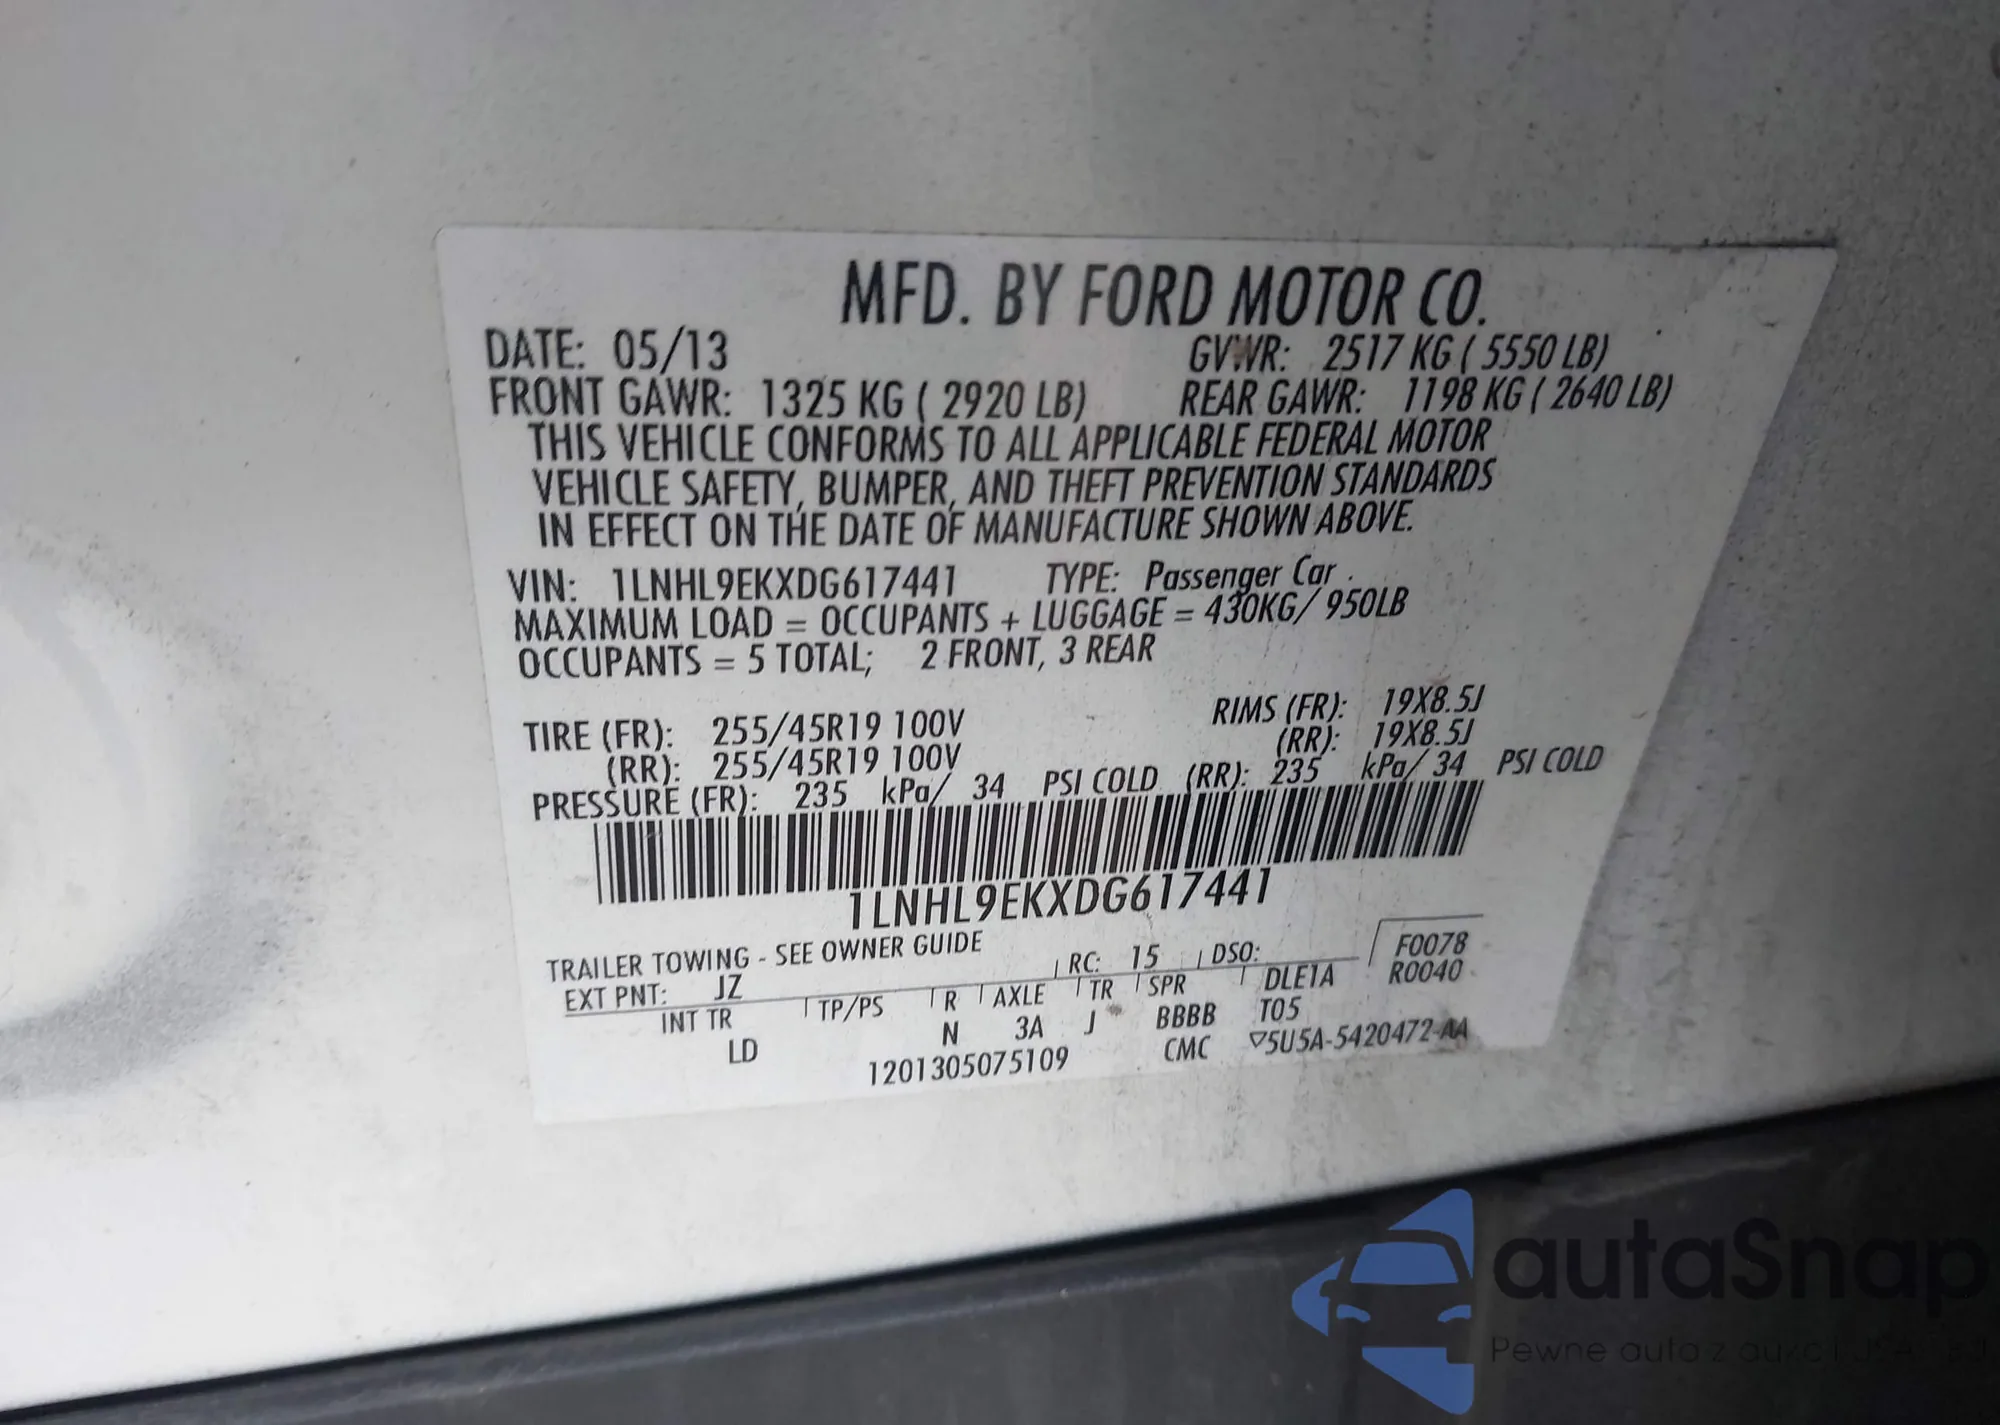 MFD. BY FORD MOTOR CO.
DATE: 05/13 GVWR: 2517 KG ( 5550 LB)
FRONT GAWR: 1325 KG ( 2920 LB) REAR GAWR: 1198 KG ( 2640 LB)
THIS VEHICLE CONFORMS TO ALL APPLICABLE FEDERAL MOTOR
VEHICLE SAFETY, BUMPER, AND THEFT PREVENTION STANDARDS
IN EFFECT ON THE DATE OF MANUFACTURE SHOWN ABOVE.
VIN: 1LNHL9EKXDG617441 TYPE: Passenger Car
MAXIMUM LOAD = OCCUPANTS + LUGGAGE = 430KG/ 950LB
OCCUPANTS = 5 TOTAL; 2 FRONT, 3 REAR
TIRE (FR): 255/45R19 100V RIMS (FR): 19X8.5J
(RR): 255/45R19 100V (RR): 19X8.5J
PRESSURE (FR): 235 kPa/ 34 PSI COLD (RR): 235 kPa/ 34 PSI COLD
1LNHL9EKXDG617441
TRAILER TOWING - SEE OWNER GUIDE RC: 15 DSO: F0078
EXT PNT: JZ DLE1A R0040
INT TR TP/PS R AXLE TR SPR T05
LD N 3A J BBBB ▽5U5A-5420472-AA
1201305075109 CMC
autaSnap
Pewne auta z